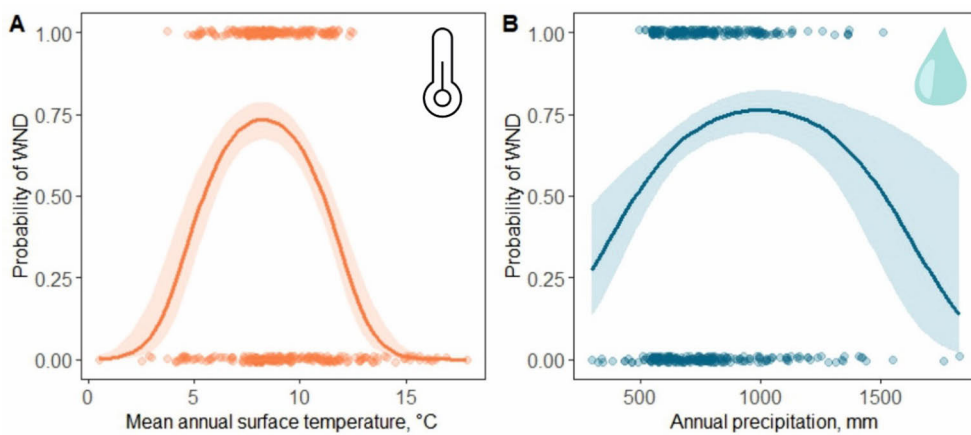 A
B
1.00
0.75
0.50
0.25
0.00
Probability of WND
0
5
10
15
Mean annual surface temperature, °C
1.00
0.75
0.50
0.25
0.00
Probability of WND
500
1000
1500
Annual precipitation, mm